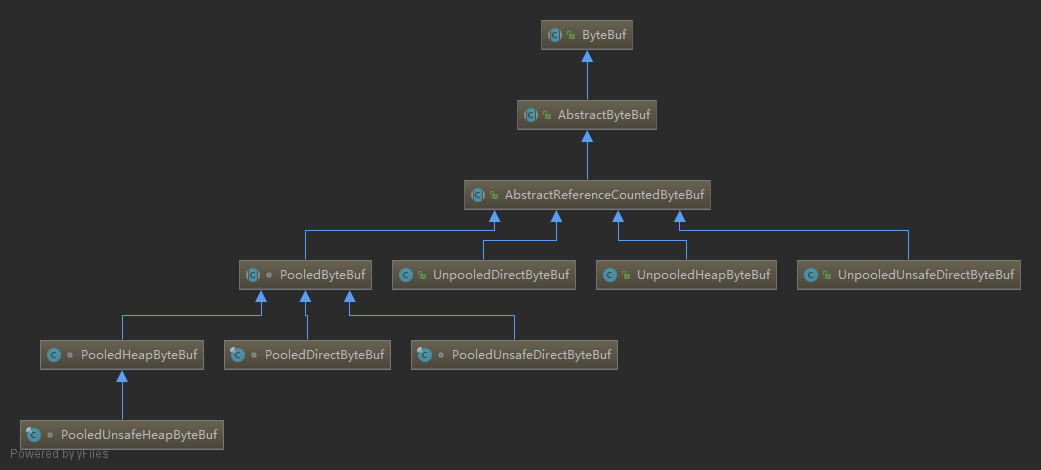 ByteBuf
AbstractByteBuf
AbstractReferenceCountedByteBuf
PooledByteBuf
UnpooledDirectByteBuf
UnpooledHeapByteBuf
UnpooledUnsafeDirectByteBuf
PooledHeapByteBuf
PooledDirectByteBuf
PooledUnsafeDirectByteBuf
PooledUnsafeHeapByteBuf
Powered by yFiles